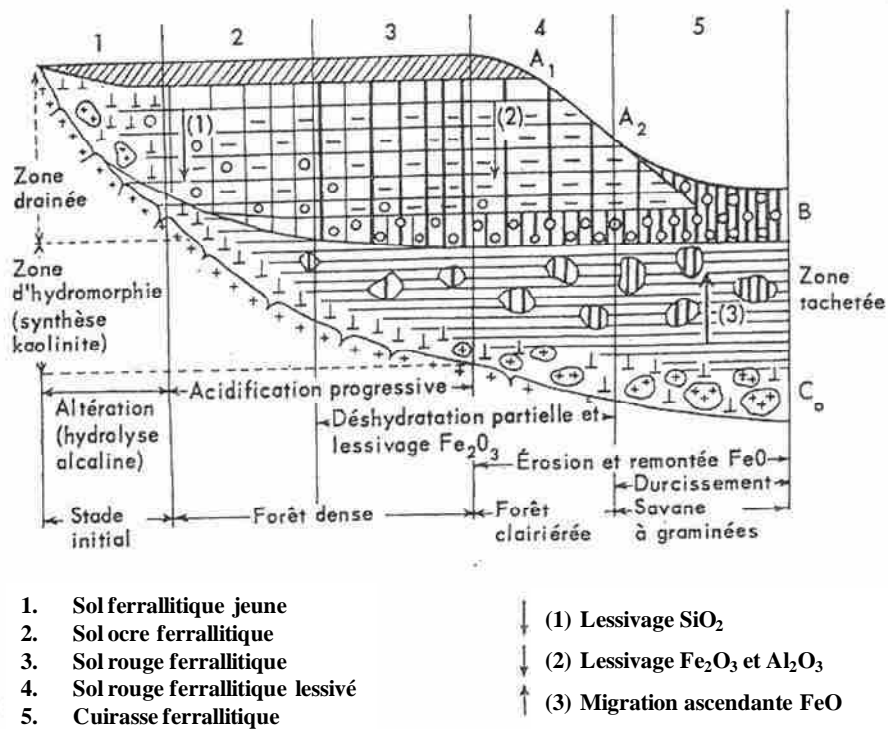 1 2 3 4 5
A1
(1) (2)
A2
Zone
drainée
B
Zone
d'hydromorphie
(synthèse
kaolinite)
Zone
tachetée
(3)
Co
Acidification progressive
Altération
(hydrolyse
alcaline)
Déshydratation partielle et
lessivage Fe2O3
Érosion et remontée FeO
Durcissement
Stade
initial
Forêt dense
Forêt
clairiérée
Savane
à graminées
1. Sol ferrallitique jeune
2. Sol ocre ferrallitique
3. Sol rouge ferrallitique
4. Sol rouge ferrallitique lessivé
5. Cuirasse ferrallitique
(1) Lessivage SiO2
(2) Lessivage Fe2O3 et Al2O3
(3) Migration ascendante FeO